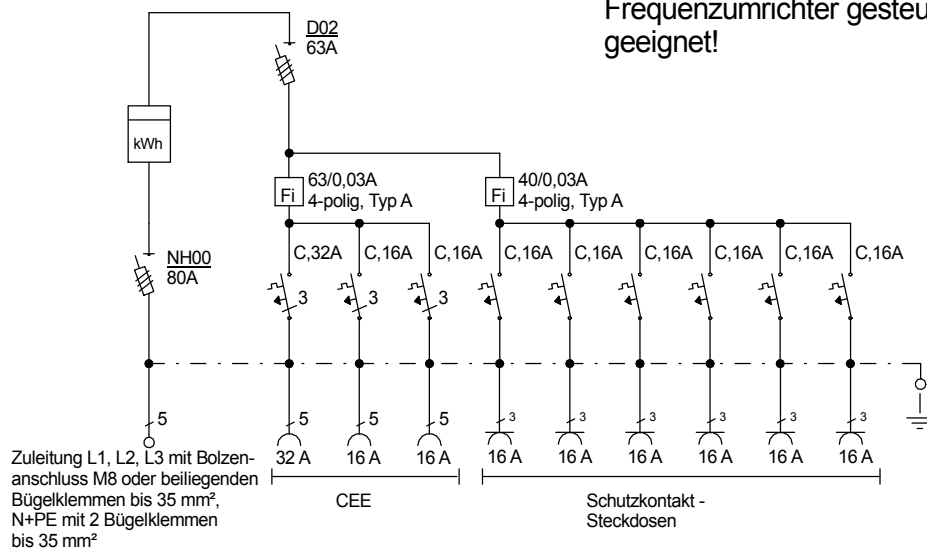 Frequenzumrichter
geeignet!
D02
63A
kWh
63/0,03A
Fi
4-polig, Typ A
40/0,03A
Fi
4-polig, Typ A
NH00
80A
C,32A C,16A C,16A C,16A C,16A C,16A C,16A C,16A C,16A
3 3 3
5 5 5 5 3 3 3 3 3 3
32 A 16 A 16 A 16 A 16 A 16 A 16 A 16 A 16 A
Zuleitung L1, L2, L3 mit Bolzen-
anschluss M8 oder beiliegenden
Bügelklemmen bis 35 mm²,
N+PE mit 2 Bügelklemmen
bis 35 mm²
CEE
Schutzkontakt -
Steckdosen